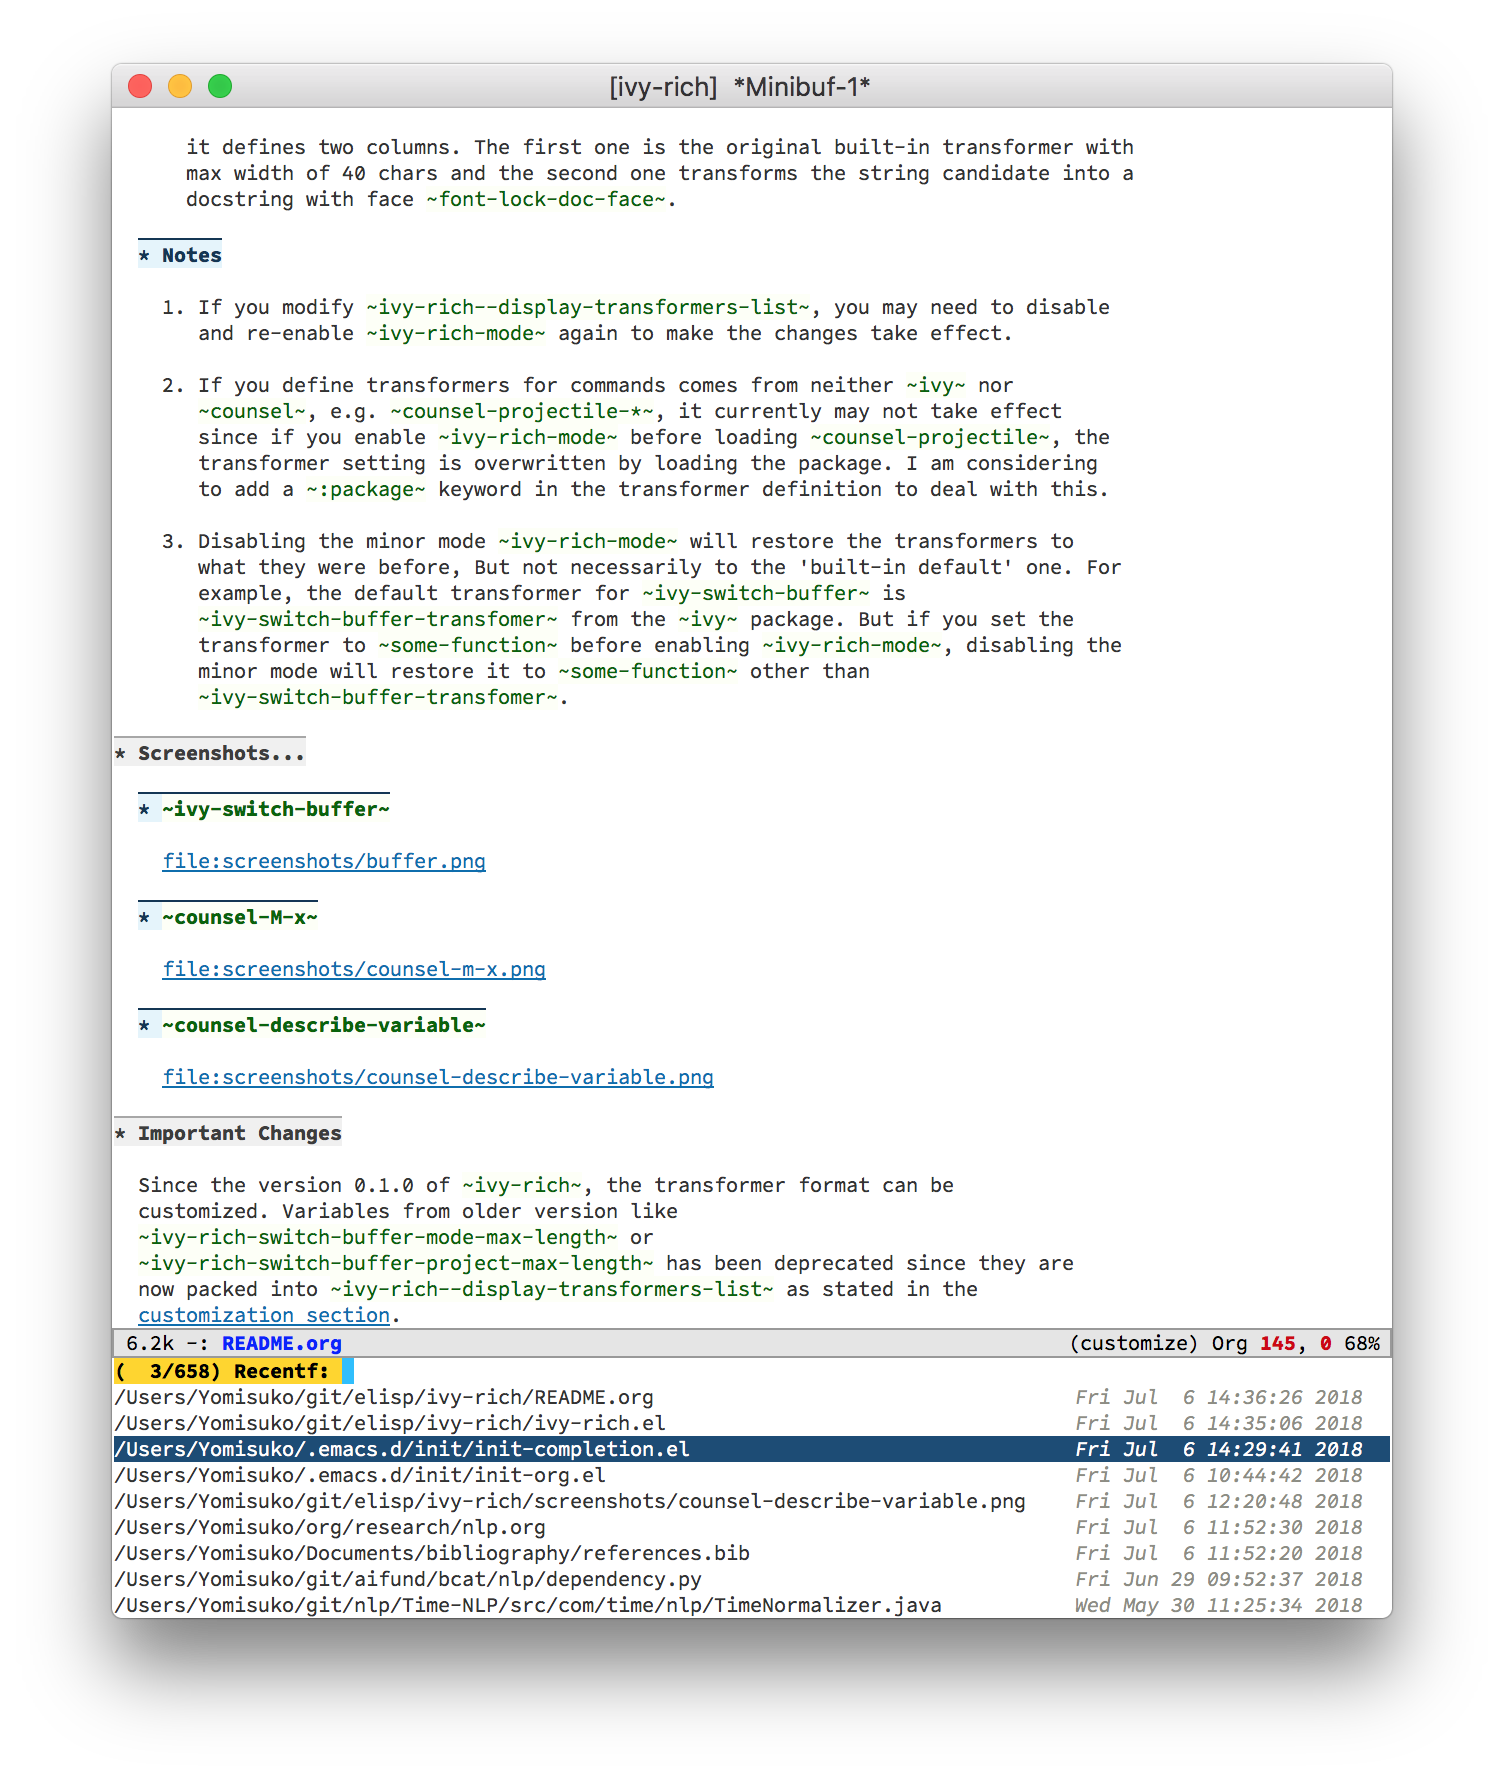 [ivy-rich]  *Minibuf-1*
it defines two columns. The first one is the original built-in transformer with
max width of 40 chars and the second one transforms the string candidate into a
docstring with face ~font-lock-doc-face~.
* Notes
1. If you modify ~ivy-rich--display-transformers-list~, you may need to disable
and re-enable ~ivy-rich-mode~ again to make the changes take effect.
2. If you define transformers for commands comes from neither ~ivy~ nor
~counsel~, e.g. ~counsel-projectile-*~, it currently may not take effect
since if you enable ~ivy-rich-mode~ before loading ~counsel-projectile~, the
transformer setting is overwritten by loading the package. I am considering
to add a ~:package~ keyword in the transformer definition to deal with this.
3. Disabling the minor mode ~ivy-rich-mode~ will restore the transformers to
what they were before, But not necessarily to the 'built-in default' one. For
example, the default transformer for ~ivy-switch-buffer~ is
~ivy-switch-buffer-transfomer~ from the ~ivy~ package. But if you set the
transformer to ~some-function~ before enabling ~ivy-rich-mode~, disabling the
minor mode will restore it to ~some-function~ other than
~ivy-switch-buffer-transfomer~.
* Screenshots...
* ~ivy-switch-buffer~
file:screenshots/buffer.png
* ~counsel-M-x~
file:screenshots/counsel-m-x.png
* ~counsel-describe-variable~
file:screenshots/counsel-describe-variable.png
* Important Changes
Since the version 0.1.0 of ~ivy-rich~, the transformer format can be
customized. Variables from older version like
~ivy-rich-switch-buffer-mode-max-length~ or
~ivy-rich-switch-buffer-project-max-length~ has been deprecated since they are
now packed into ~ivy-rich--display-transformers-list~ as stated in the
customization section.
6.2k -: README.org (customize) Org 145, 0 68%
(  3/658) Recentf:
/Users/Yomisuko/git/elisp/ivy-rich/README.org Fri Jul  6 14:36:26 2018
/Users/Yomisuko/git/elisp/ivy-rich/ivy-rich.el Fri Jul  6 14:35:06 2018
/Users/Yomisuko/.emacs.d/init/init-completion.el Fri Jul  6 14:29:41 2018
/Users/Yomisuko/.emacs.d/init/init-org.el Fri Jul  6 10:44:42 2018
/Users/Yomisuko/git/elisp/ivy-rich/screenshots/counsel-describe-variable.png Fri Jul  6 12:20:48 2018
/Users/Yomisuko/org/research/nlp.org Fri Jul  6 11:52:30 2018
/Users/Yomisuko/Documents/bibliography/references.bib Fri Jul  6 11:52:20 2018
/Users/Yomisuko/git/aifund/bcat/nlp/dependency.py Fri Jun 29 09:52:37 2018
/Users/Yomisuko/git/nlp/Time-NLP/src/com/time/nlp/TimeNormalizer.java Wed May 30 11:25:34 2018